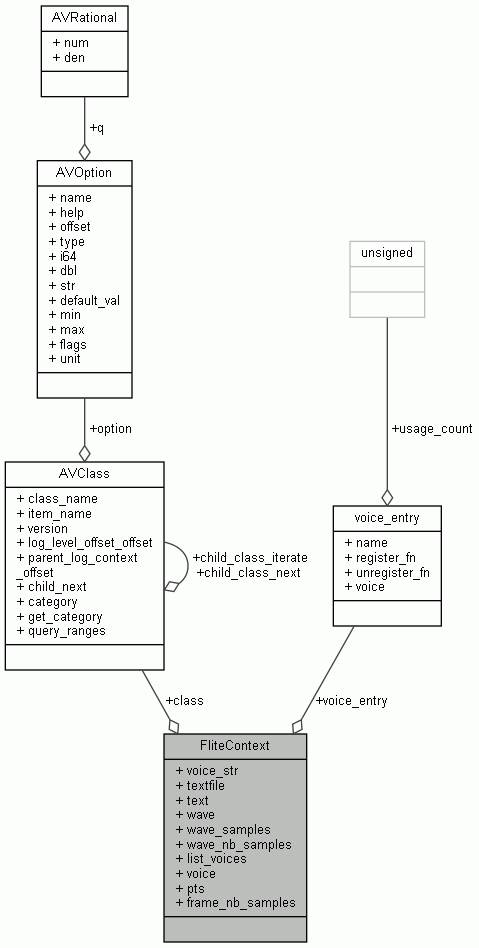 AVRational
+ num
+ den
+q
AVOption
+ name
+ help
+ offset
+ type
+ i64
+ dbl
+ str
+ default_val
+ min
+ max
+ flags
+ unit
unsigned
+option
+usage_count
AVClass
+ class_name
+ item_name
+ version
+ log_level_offset_offset
+ parent_log_context
_offset
+ child_next
+ category
+ get_category
+ query_ranges
+child_class_iterate
+child_class_next
voice_entry
+ name
+ register_fn
+ unregister_fn
+ voice
+class
+voice_entry
FliteContext
+ voice_str
+ textfile
+ text
+ wave
+ wave_samples
+ wave_nb_samples
+ list_voices
+ voice
+ pts
+ frame_nb_samples